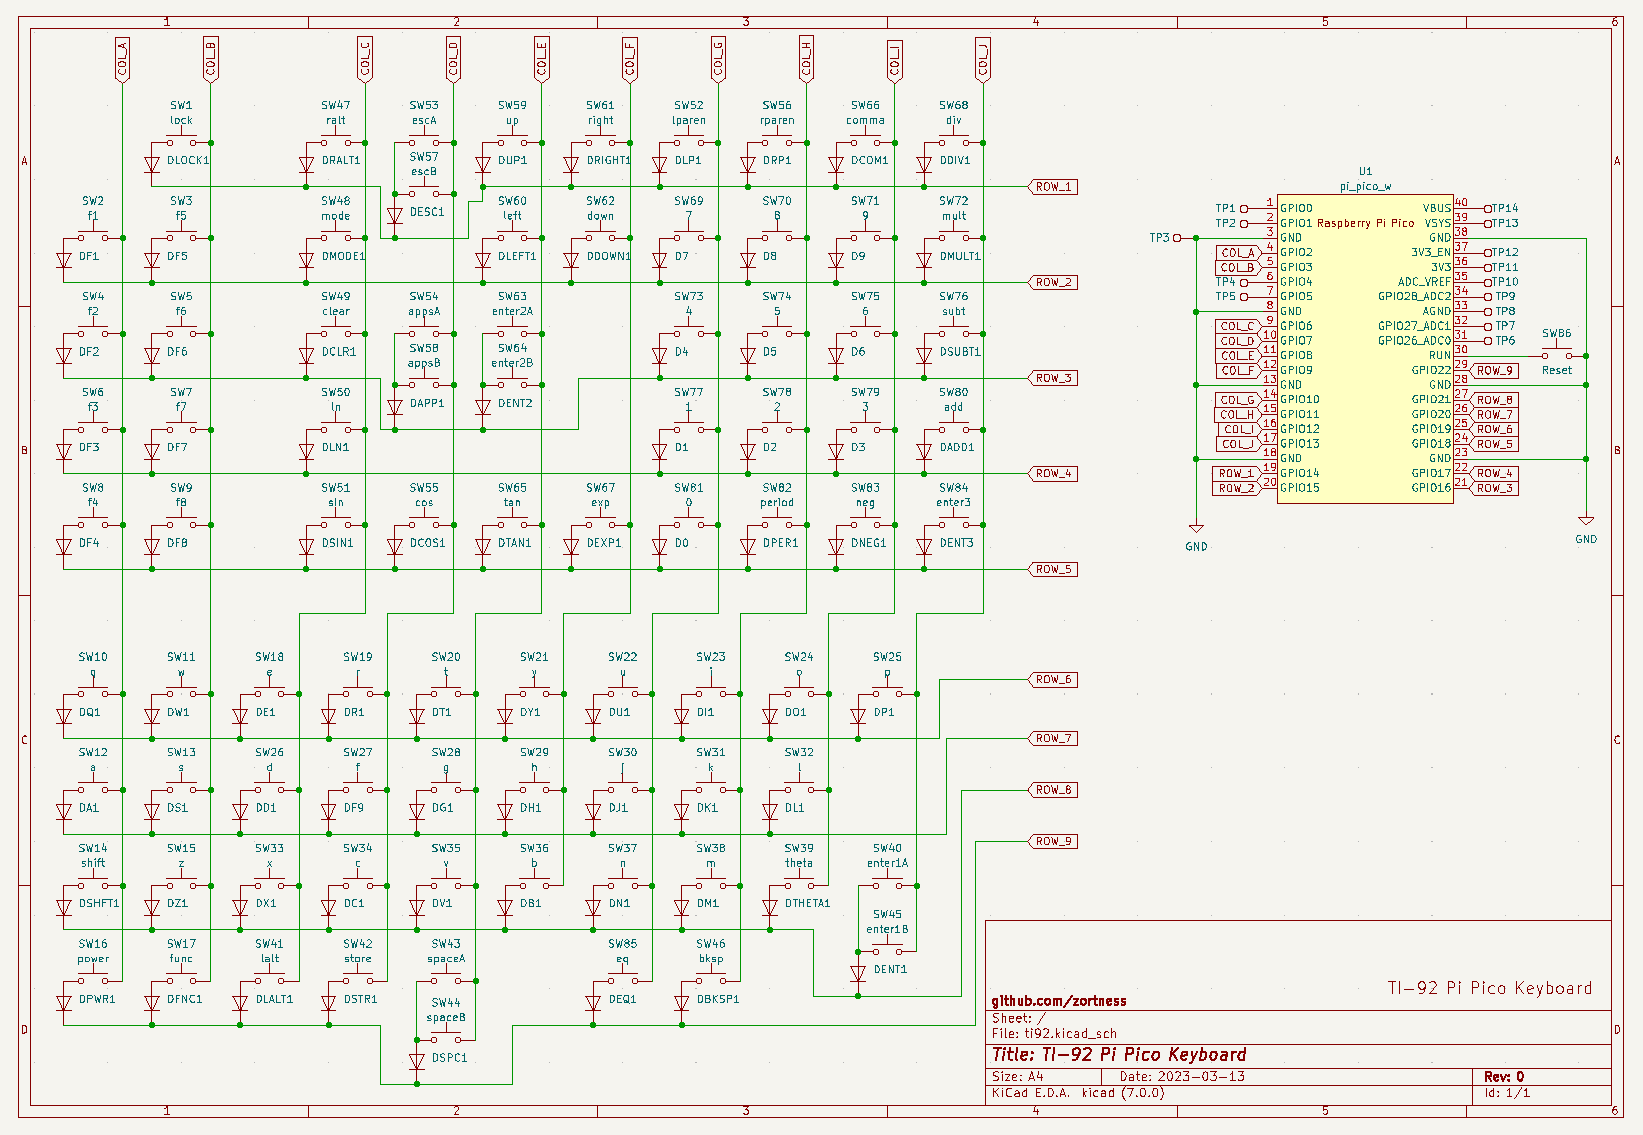 1 2 3 4 5 6
COL_A COL_B COL_C COL_D COL_E COL_F COL_G COL_H COL_I COL_J
SW1 SW47 SW53 SW59 SW61 SW52 SW56 SW66 SW68
lock ralt escA up right lparen rparen comma div
A DLOCK1 DRALT1 SW57 DUP1 DRIGHT1 DLP1 DRP1 DCOM1 DDIV1 A
escB
ROW_1
SW2 SW3 SW48 DESC1 SW60 SW62 SW69 SW70 SW71 SW72
f1 f5 mode left down 7 8 9 mult
DF1 DF5 DMODE1 DLEFT1 DDOWN1 D7 D8 D9 DMULT1
ROW_2
SW4 SW5 SW49 SW54 SW63 SW73 SW74 SW75 SW76
f2 f6 clear appsA enter2A 4 5 6 subt
DF2 DF6 DCLR1 SW58 SW64 D4 D5 D6 DSUBT1
appsB enter2B
ROW_3
SW6 SW7 SW50 DAPP1 DENT2 SW77 SW78 SW79 SW80
f3 f7 ln 1 2 3 add
B DF3 DF7 DLN1 D1 D2 D3 DADD1 B
ROW_4
SW8 SW9 SW51 SW55 SW65 SW67 SW81 SW82 SW83 SW84
f4 f8 sin cos tan exp 0 period neg enter3
DF4 DF8 DSIN1 DCOS1 DTAN1 DEXP1 D0 DPER1 DNEG1 DENT3
ROW_5
U1
pi_pico_w
TP1 1 GPIO0 VBUS 40 TP14
TP2 2 GPIO1 Raspberry Pi Pico VSYS 39 TP13
TP3 3 GND GND 38
COL_A 4 GPIO2 3V3_EN 37 TP12
COL_B 5 GPIO3 3V3 36 TP11
TP4 6 GPIO4 ADC_VREF 35 TP10
TP5 7 GPIO5 GPIO28_ADC2 34 TP9
8 GND AGND 33 TP8
COL_C 9 GPIO6 GPIO27_ADC1 32 TP7
COL_D 10 GPIO7 GPIO26_ADC0 31 TP6
COL_E 11 GPIO8 RUN 30 SW86
COL_F 12 GPIO9 GPIO22 29 ROW_9 Reset
13 GND GND 28
COL_G 14 GPIO10 GPIO21 27 ROW_8
COL_H 15 GPIO11 GPIO20 26 ROW_7
COL_I 16 GPIO12 GPIO19 25 ROW_6
COL_J 17 GPIO13 GPIO18 24 ROW_5
18 GND GND 23
ROW_1 19 GPIO14 GPIO17 22 ROW_4
ROW_2 20 GPIO15 GPIO16 21 ROW_3
GND GND
SW10 SW11 SW18 SW19 SW20 SW21 SW22 SW23 SW24 SW25
q w e r t y u i o p
ROW_6
DQ1 DW1 DE1 DR1 DT1 DY1 DU1 DI1 DO1 DP1
C ROW_7 C
SW12 SW13 SW26 SW27 SW28 SW29 SW30 SW31 SW32
a s d f g h j k l
ROW_8
DA1 DS1 DD1 DF9 DG1 DH1 DJ1 DK1 DL1
ROW_9
SW14 SW15 SW33 SW34 SW35 SW36 SW37 SW38 SW39 SW40
shift z x c v b n m theta enter1A
DSHFT1 DZ1 DX1 DC1 DV1 DB1 DN1 DM1 DTHETA1
SW45
enter1B
SW16 SW17 SW41 SW42 SW43 SW85 SW46
power func lalt store spaceA eq bksp
DENT1
DPWR1 DFNC1 DLALT1 DSTR1 SW44 DEQ1 DBKSP1
spaceB
DSPC1
D D
TI-92 Pi Pico Keyboard
github.com/zortness
Sheet: /
File: ti92.kicad_sch
Title: TI-92 Pi Pico Keyboard
Size: A4 Date: 2023-03-13 Rev: 0
KiCad E.D.A. kicad (7.0.0) Id: 1/1
1 2 3 4 5 6